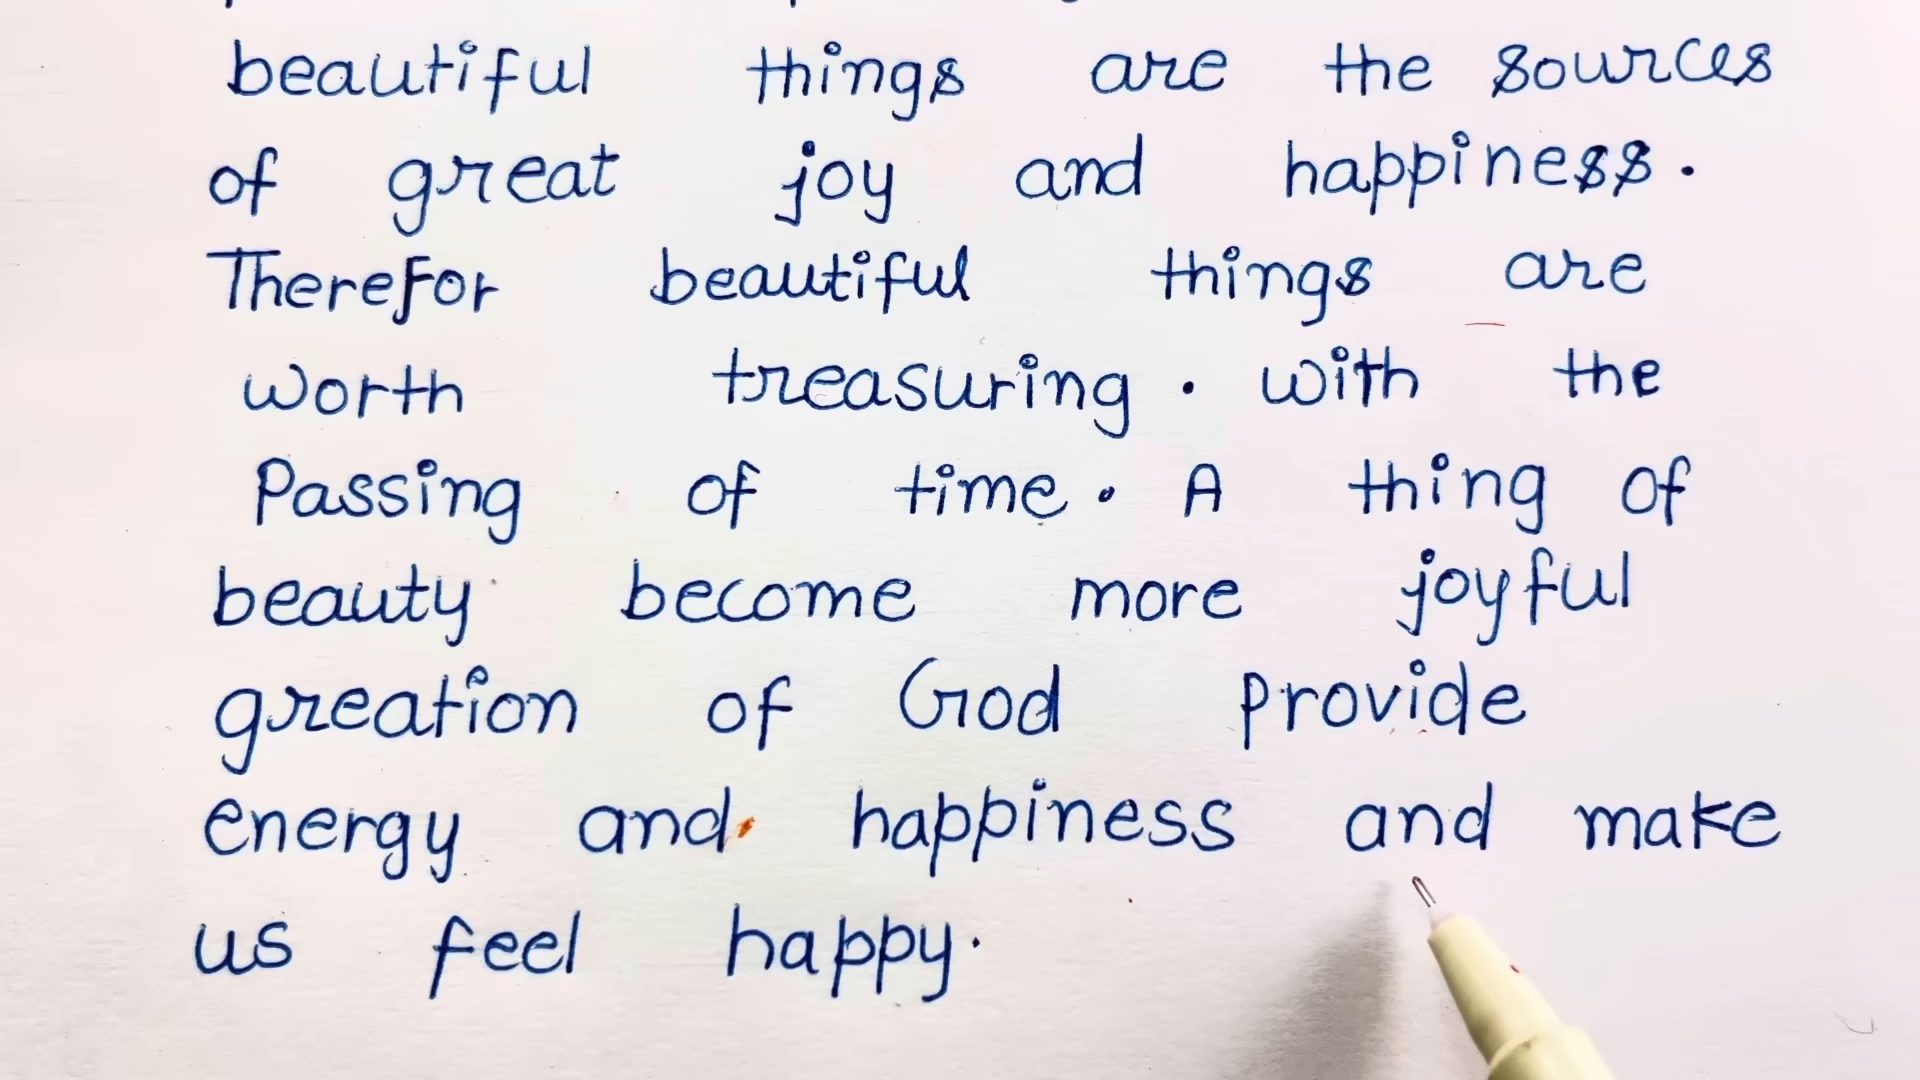 beautiful things are the sources
of great joy and happiness.
Therefor beautiful things are
worth treasuring. with the
Passing of time. A thing of
beauty become more joyful
greation of God provide
energy and happiness and make
us feel happy.